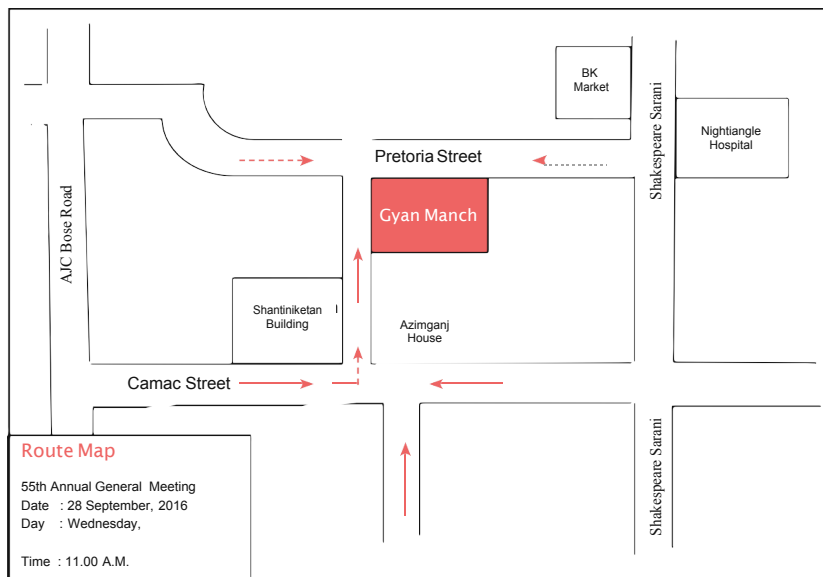 BK
Market
Shakespeare Sarani
Nightiangle
Hospital
Pretoria Street
Gyan Manch
AJC Bose Road
Shantiniketan
Building
Azimganj
House
Camac Street
Shakespeare Sarani
Route Map
55th Annual General Meeting
Date : 28 September, 2016
Day : Wednesday,
Time : 11.00 A.M.